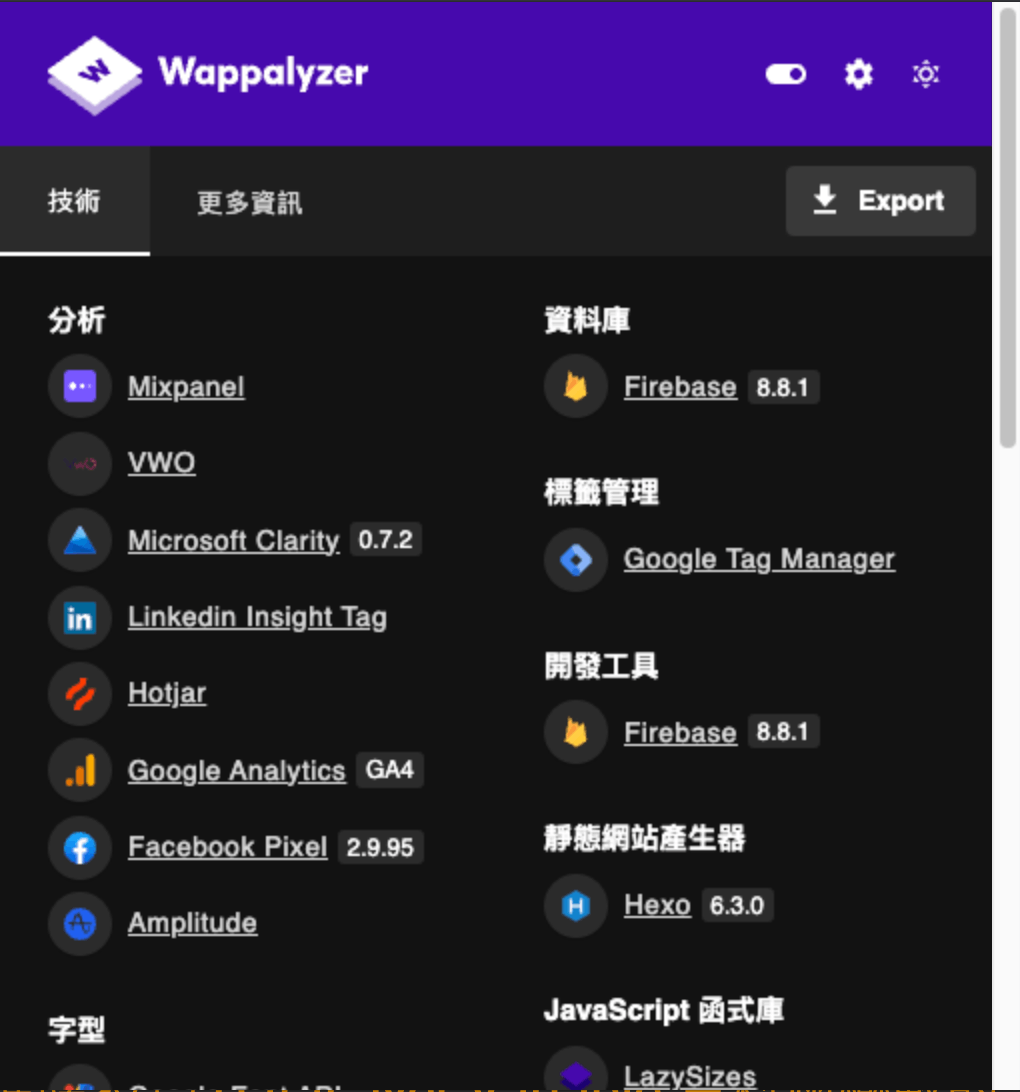 Wappalyzer
技術
更多資訊
Export
分析
Mixpanel
VWO
Microsoft Clarity 0.7.2
Linkedin Insight Tag
Hotjar
Google Analytics GA4
Facebook Pixel 2.9.95
Amplitude
字型
資料庫
Firebase 8.8.1
標籤管理
Google Tag Manager
開發工具
Firebase 8.8.1
靜態網站產生器
Hexo 6.3.0
JavaScript 函式庫
LazySizes